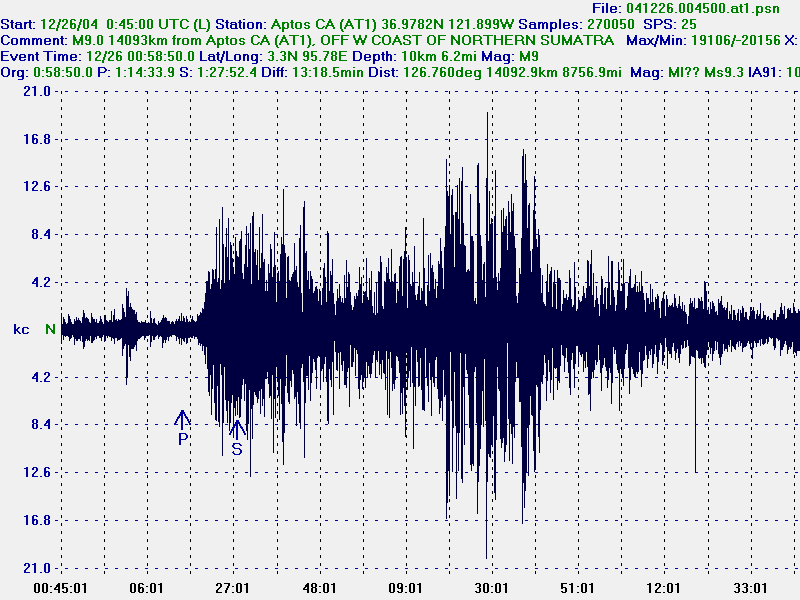 File: 041226.004500.at1.psn
Start: 12/26/04 0:45:00 UTC (L) Station: Aptos CA (AT1) 36.9782N 121.899W Samples: 270050 SPS: 25
Comment: M9.0 14093km from Aptos CA (AT1), OFF W COAST OF NORTHERN SUMATRA Max/Min: 19106/-20156 X:
Event Time: 12/26 00:58:50.0 Lat/Long: 3.3N 95.78E Depth: 10km 6.2mi Mag: M9
Org: 0:58:50.0 P: 1:14:33.9 S: 1:27:52.4 Diff: 13:18.5min Dist: 126.760deg 14092.9km 8756.9mi Mag: Ml?? Ms9.3 IA91: 10
21.0
16.8
12.6
8.4
4.2
kc N
4.2
8.4
P
S
12.6
16.8
21.0
00:45:01 06:01 27:01 48:01 09:01 30:01 51:01 12:01 33:01